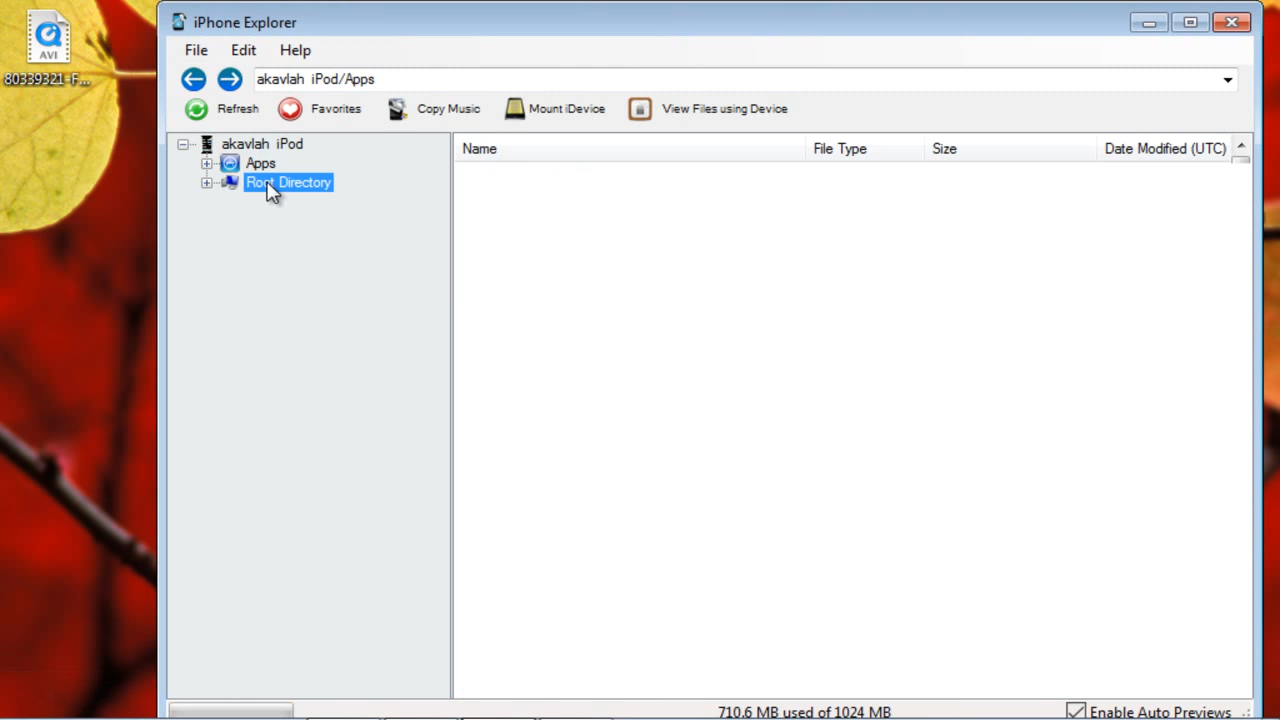 iPhone Explorer
AVI
80339321-F...
File Edit Help
akavlah iPod/Apps
Refresh Favorites Copy Music Mount iDevice View Files using Device
akavlah iPod
Apps
Root Directory
Name File Type Size Date Modified (UTC)
710.6 MB used of 1024 MB Enable Auto Previews